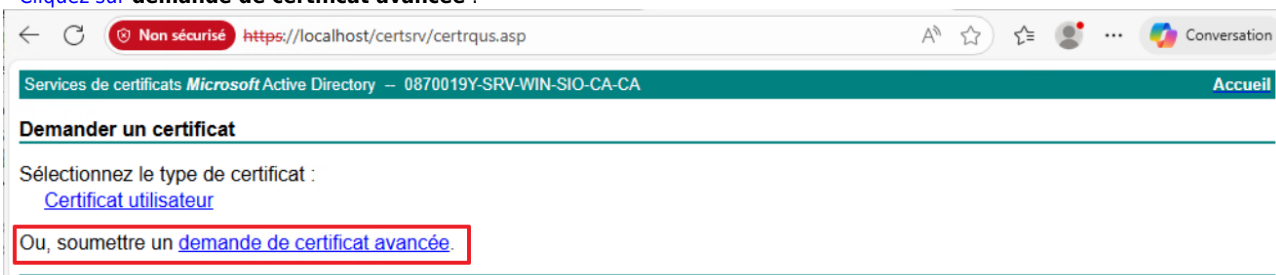 Cliquez sur demande de certificat avancée :
Non sécurisé https://localhost/certsrv/certrqus.asp Conversation
Services de certificats Microsoft Active Directory -- 0870019Y-SRV-WIN-SIO-CA-CA Accueil
Demander un certificat
Sélectionnez le type de certificat :
Certificat utilisateur
Ou, soumettre un demande de certificat avancée.